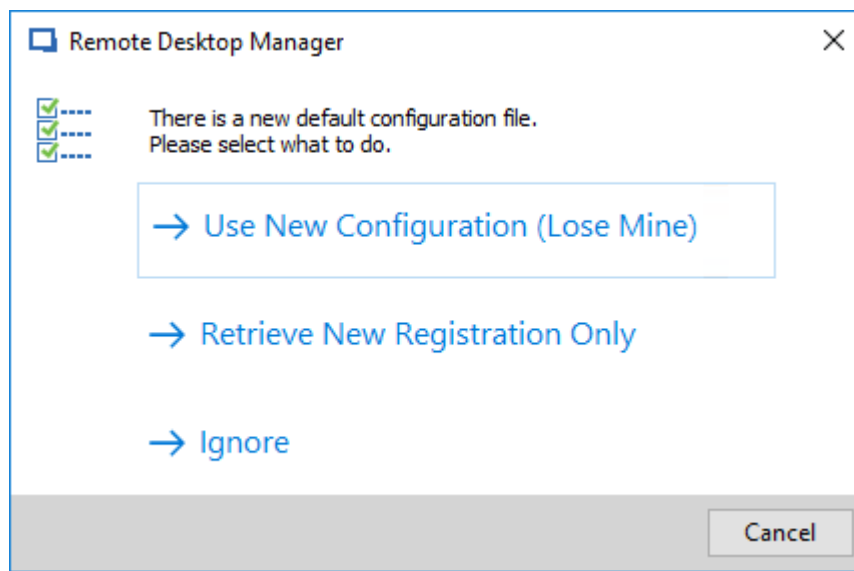 Remote Desktop Manager
There is a new default configuration file.
Please select what to do.
Use New Configuration (Lose Mine)
Retrieve New Registration Only
Ignore
Cancel